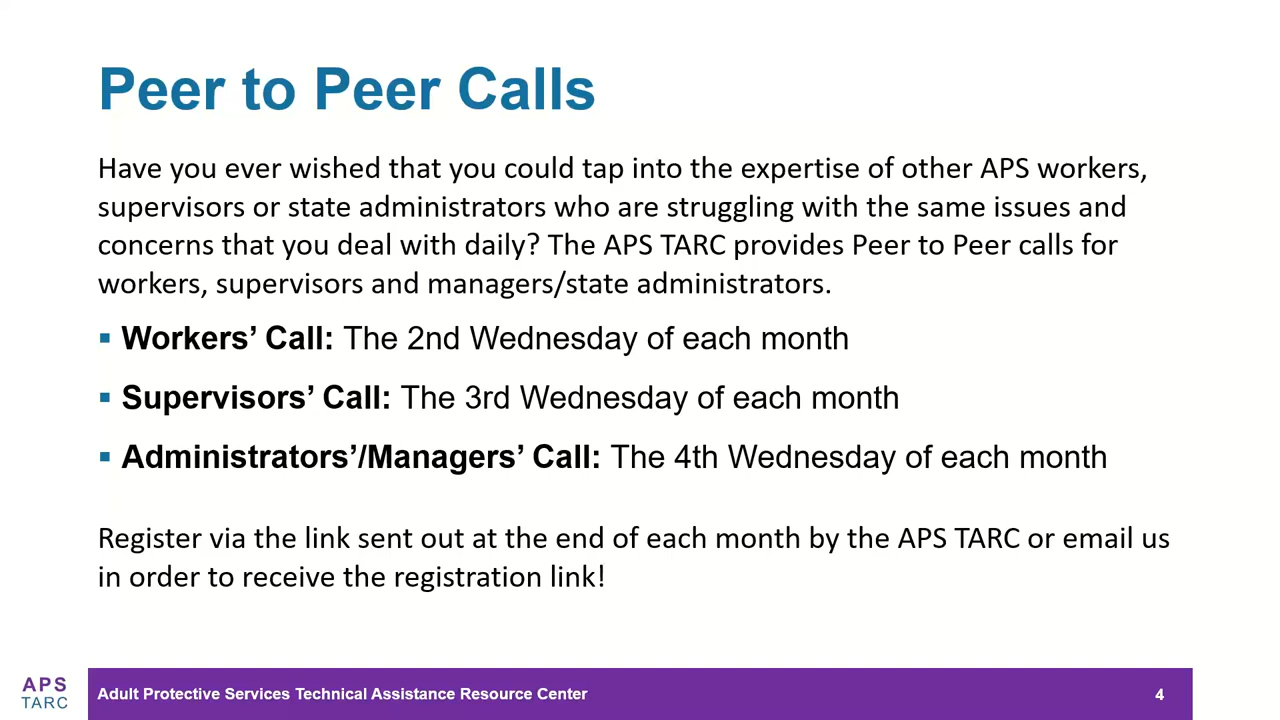 Peer to Peer Calls
Have you ever wished that you could tap into the expertise of other APS workers,
supervisors or state administrators who are struggling with the same issues and
concerns that you deal with daily? The APS TARC provides Peer to Peer calls for
workers, supervisors and managers/state administrators.
▪ Workers’ Call: The 2nd Wednesday of each month
▪ Supervisors’ Call: The 3rd Wednesday of each month
▪ Administrators’/Managers’ Call: The 4th Wednesday of each month
Register via the link sent out at the end of each month by the APS TARC or email us
in order to receive the registration link!
APS
TARC
Adult Protective Services Technical Assistance Resource Center
4